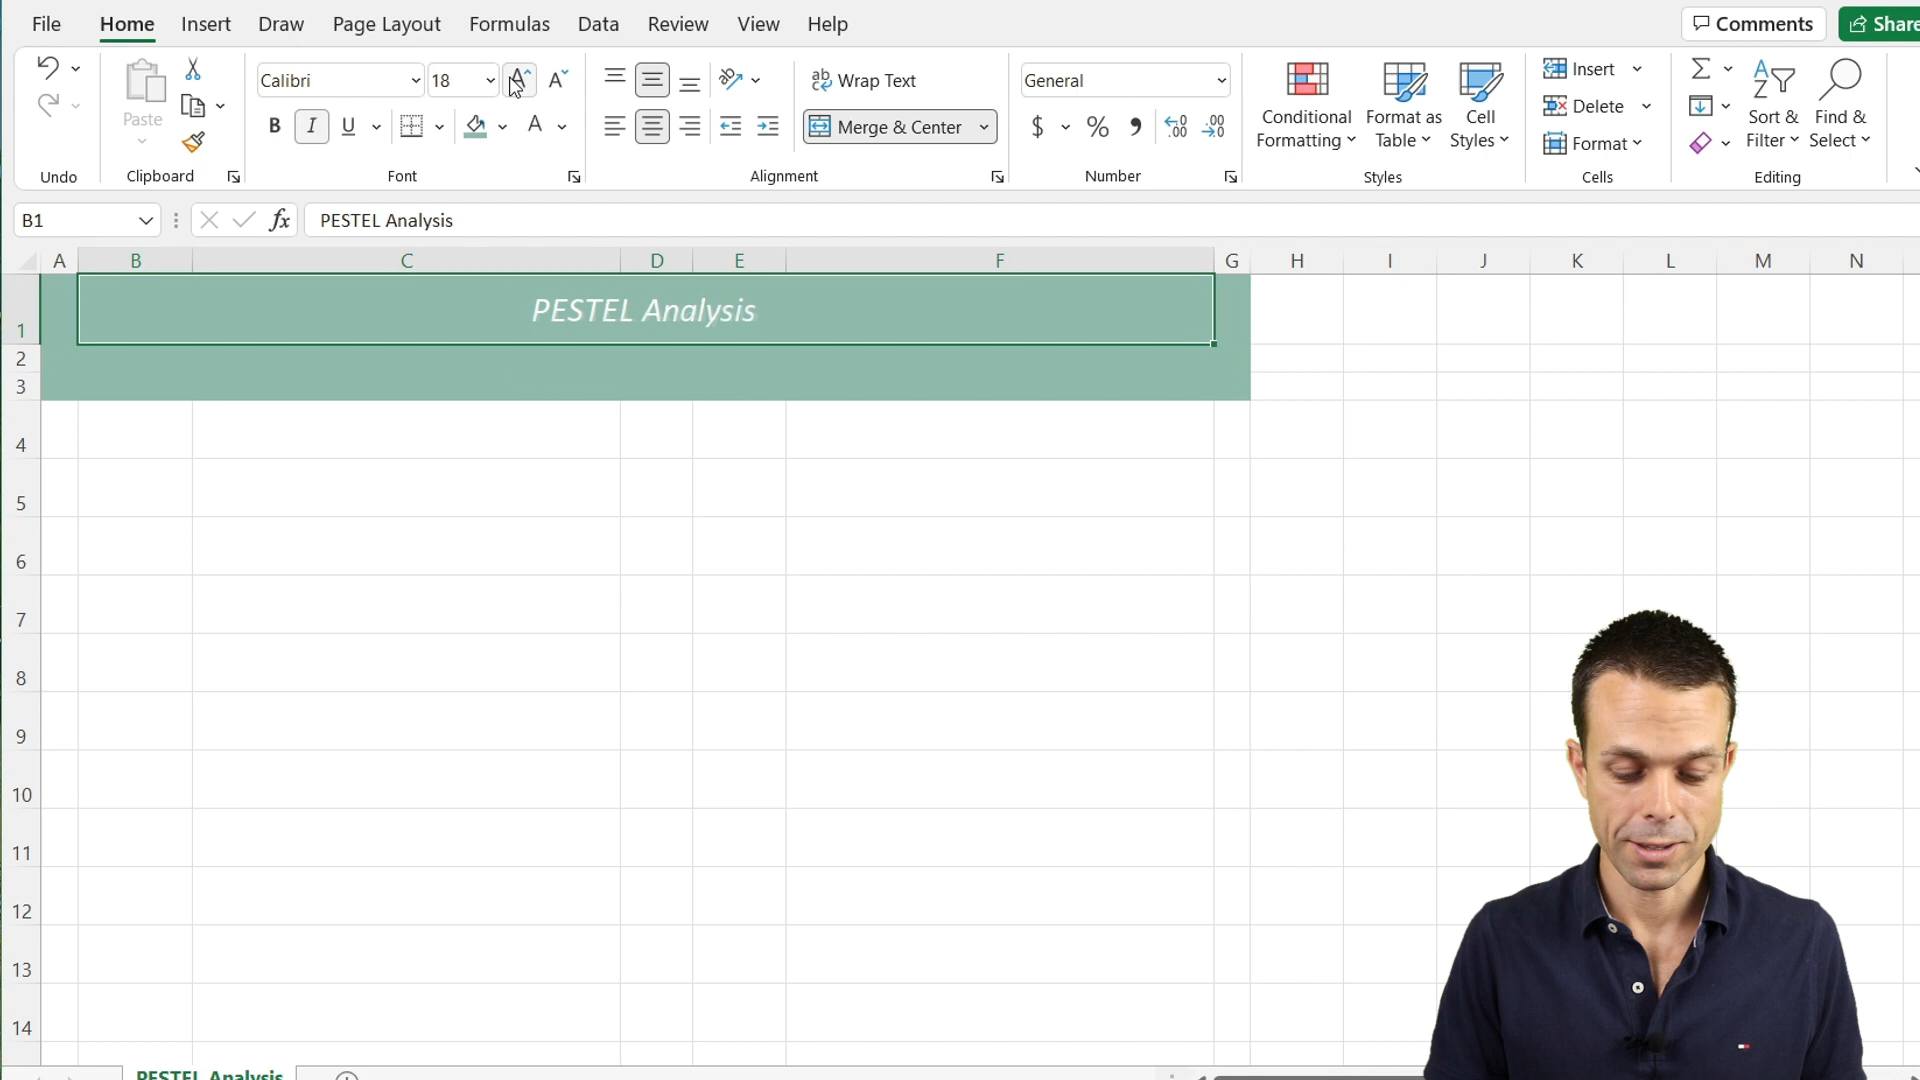 File Home Insert Draw Page Layout Formulas Data Review View Help Comments Share
Calibri 18 Wrap Text General Insert
Paste Conditional Formatting Format as Table Cell Styles Delete Sort & Filter Find & Select
B I U A Merge & Center $ % Format
Undo Clipboard Font Alignment Number Styles Cells Editing
B1 fx PESTEL Analysis
A B C D E F G H I J K L M N
1 PESTEL Analysis
2
3
4
5
6
7
8
9
10
11
12
13
14
PESTEL Analysis